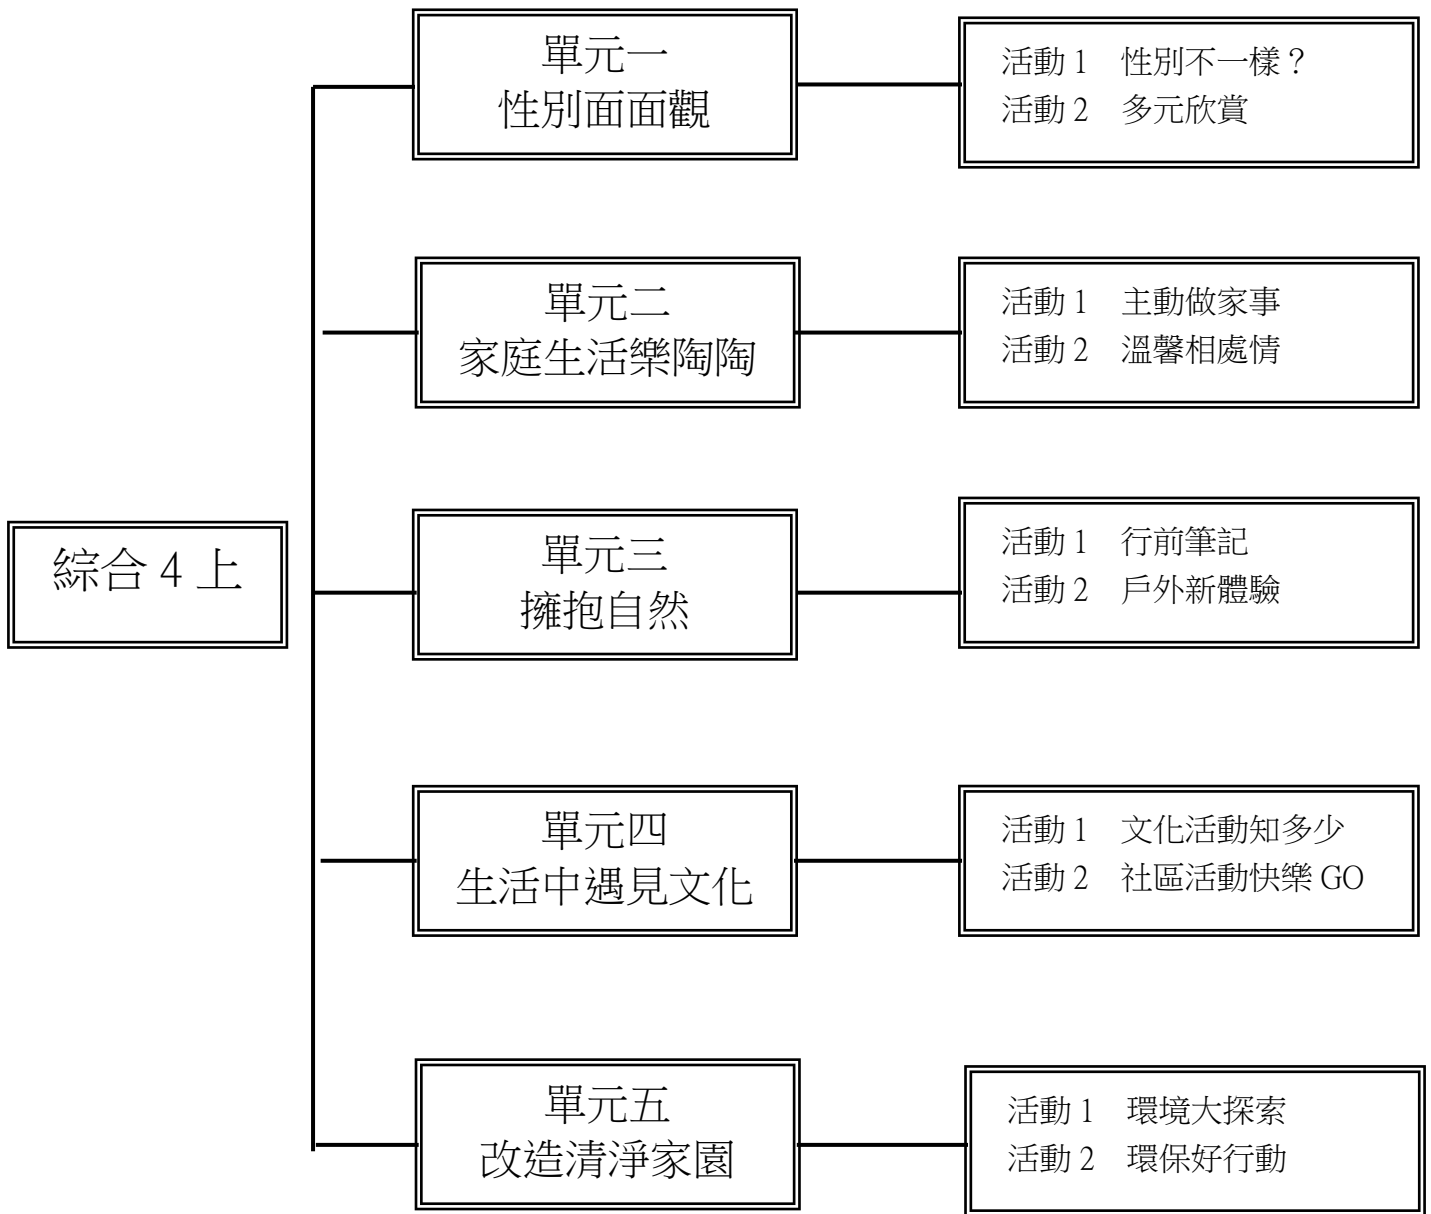 綜合 4 上
單元一
性別面面觀
活動 1　性別不一樣？
活動 2　多元欣賞
單元二
家庭生活樂陶陶
活動 1　主動做家事
活動 2　溫馨相處情
單元三
擁抱自然
活動 1　行前筆記
活動 2　戶外新體驗
單元四
生活中遇見文化
活動 1　文化活動知多少
活動 2　社區活動快樂 GO
單元五
改造清淨家園
活動 1　環境大探索
活動 2　環保好行動